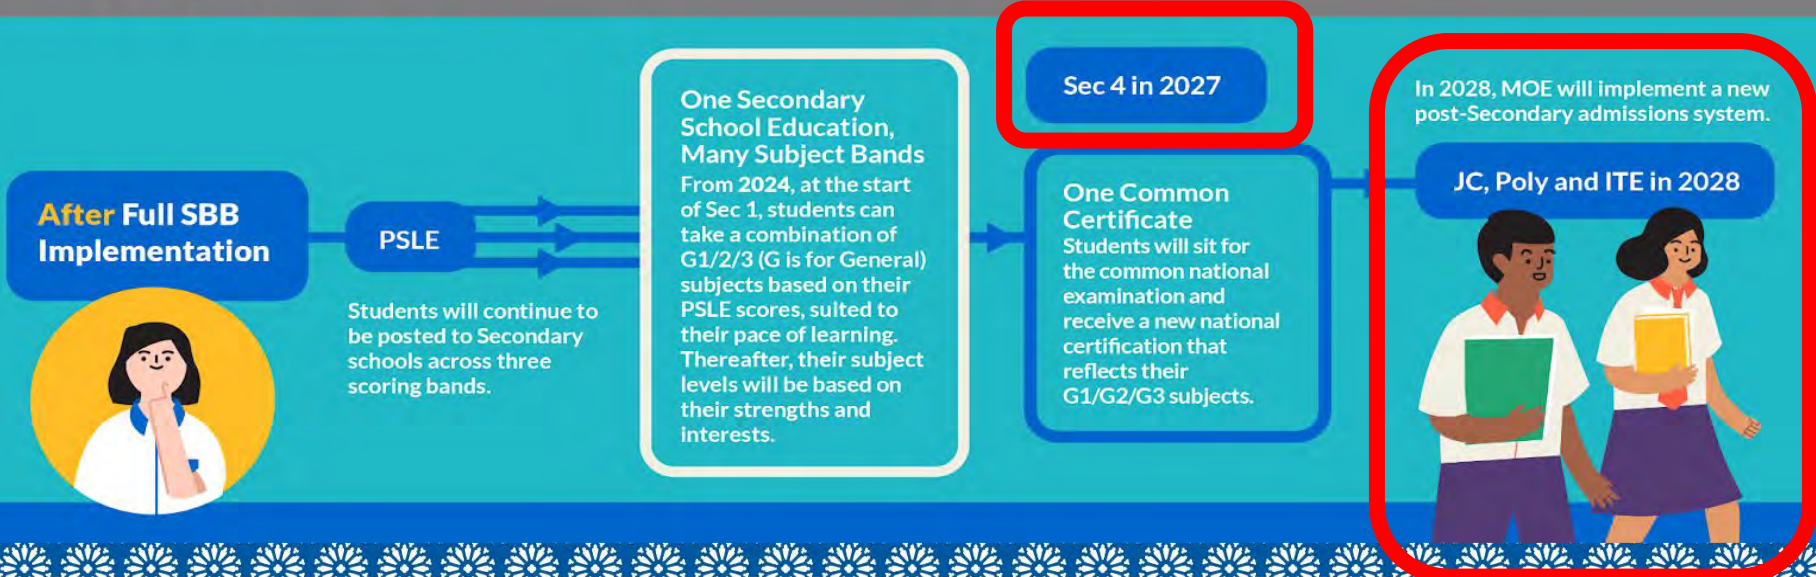 After Full SBB
Implementation
PSLE
Students will continue to
be posted to Secondary
schools across three
scoring bands.
One Secondary
School Education,
Many Subject Bands
From 2024, at the start
of Sec 1, students can
take a combination of
G1/2/3 (G is for General)
subjects based on their
PSLE scores, suited to
their pace of learning.
Thereafter, their subject
levels will be based on
their strengths and
interests.
Sec 4 in 2027
One Common
Certificate
Students will sit for
the common national
examination and
receive a new national
certification that
reflects their
G1/G2/G3 subjects.
In 2028, MOE will implement a new
post-Secondary admissions system.
JC, Poly and ITE in 2028